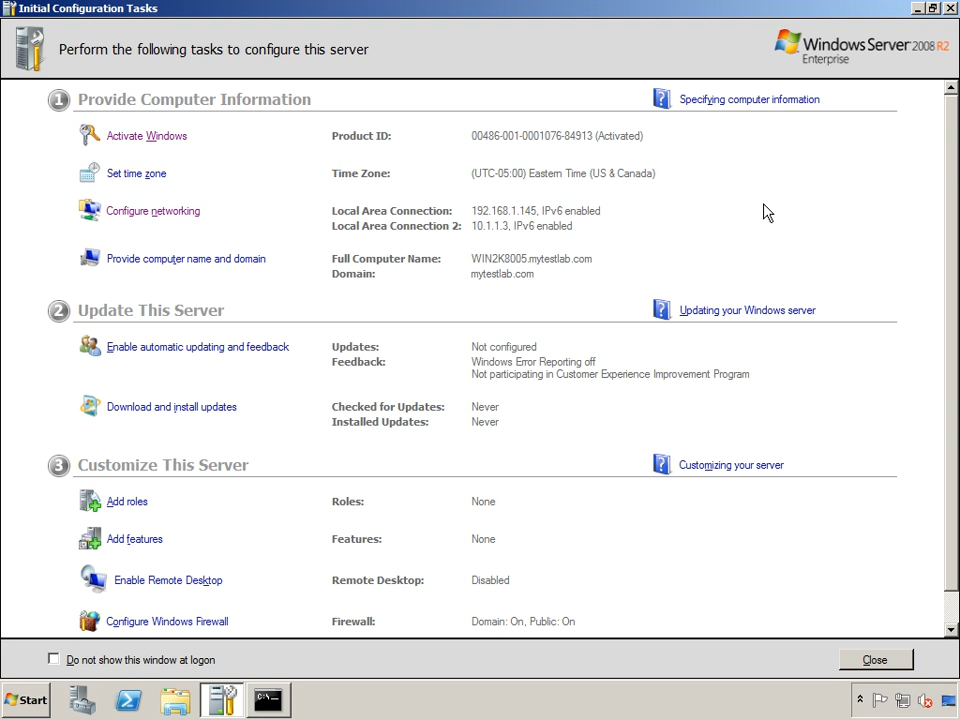 Initial Configuration Tasks
Perform the following tasks to configure this server
Windows Server 2008 R2
Enterprise
1 Provide Computer Information
Specifying computer information
Activate Windows Product ID: 00486-001-0001076-84913 (Activated)
Set time zone Time Zone: (UTC-05:00) Eastern Time (US & Canada)
Configure networking Local Area Connection: 192.168.1.145, IPv6 enabled
Local Area Connection 2: 10.1.1.3, IPv6 enabled
Provide computer name and domain Full Computer Name: WIN2K8005.mytestlab.com
Domain: mytestlab.com
2 Update This Server
Updating your Windows server
Enable automatic updating and feedback Updates: Not configured
Feedback: Windows Error Reporting off
Not participating in Customer Experience Improvement Program
Download and install updates Checked for Updates: Never
Installed Updates: Never
3 Customize This Server
Customizing your server
Add roles Roles: None
Add features Features: None
Enable Remote Desktop Remote Desktop: Disabled
Configure Windows Firewall Firewall: Domain: On, Public: On
Do not show this window at logon
Close
Start